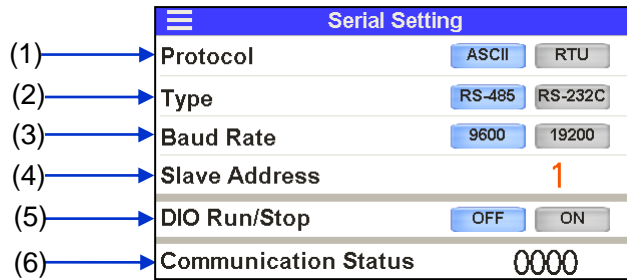 Serial Setting
(1) Protocol ASCII RTU
(2) Type RS-485 RS-232C
(3) Baud Rate 9600 19200
(4) Slave Address 1
(5) DIO Run/Stop OFF ON
(6) Communication Status 0000